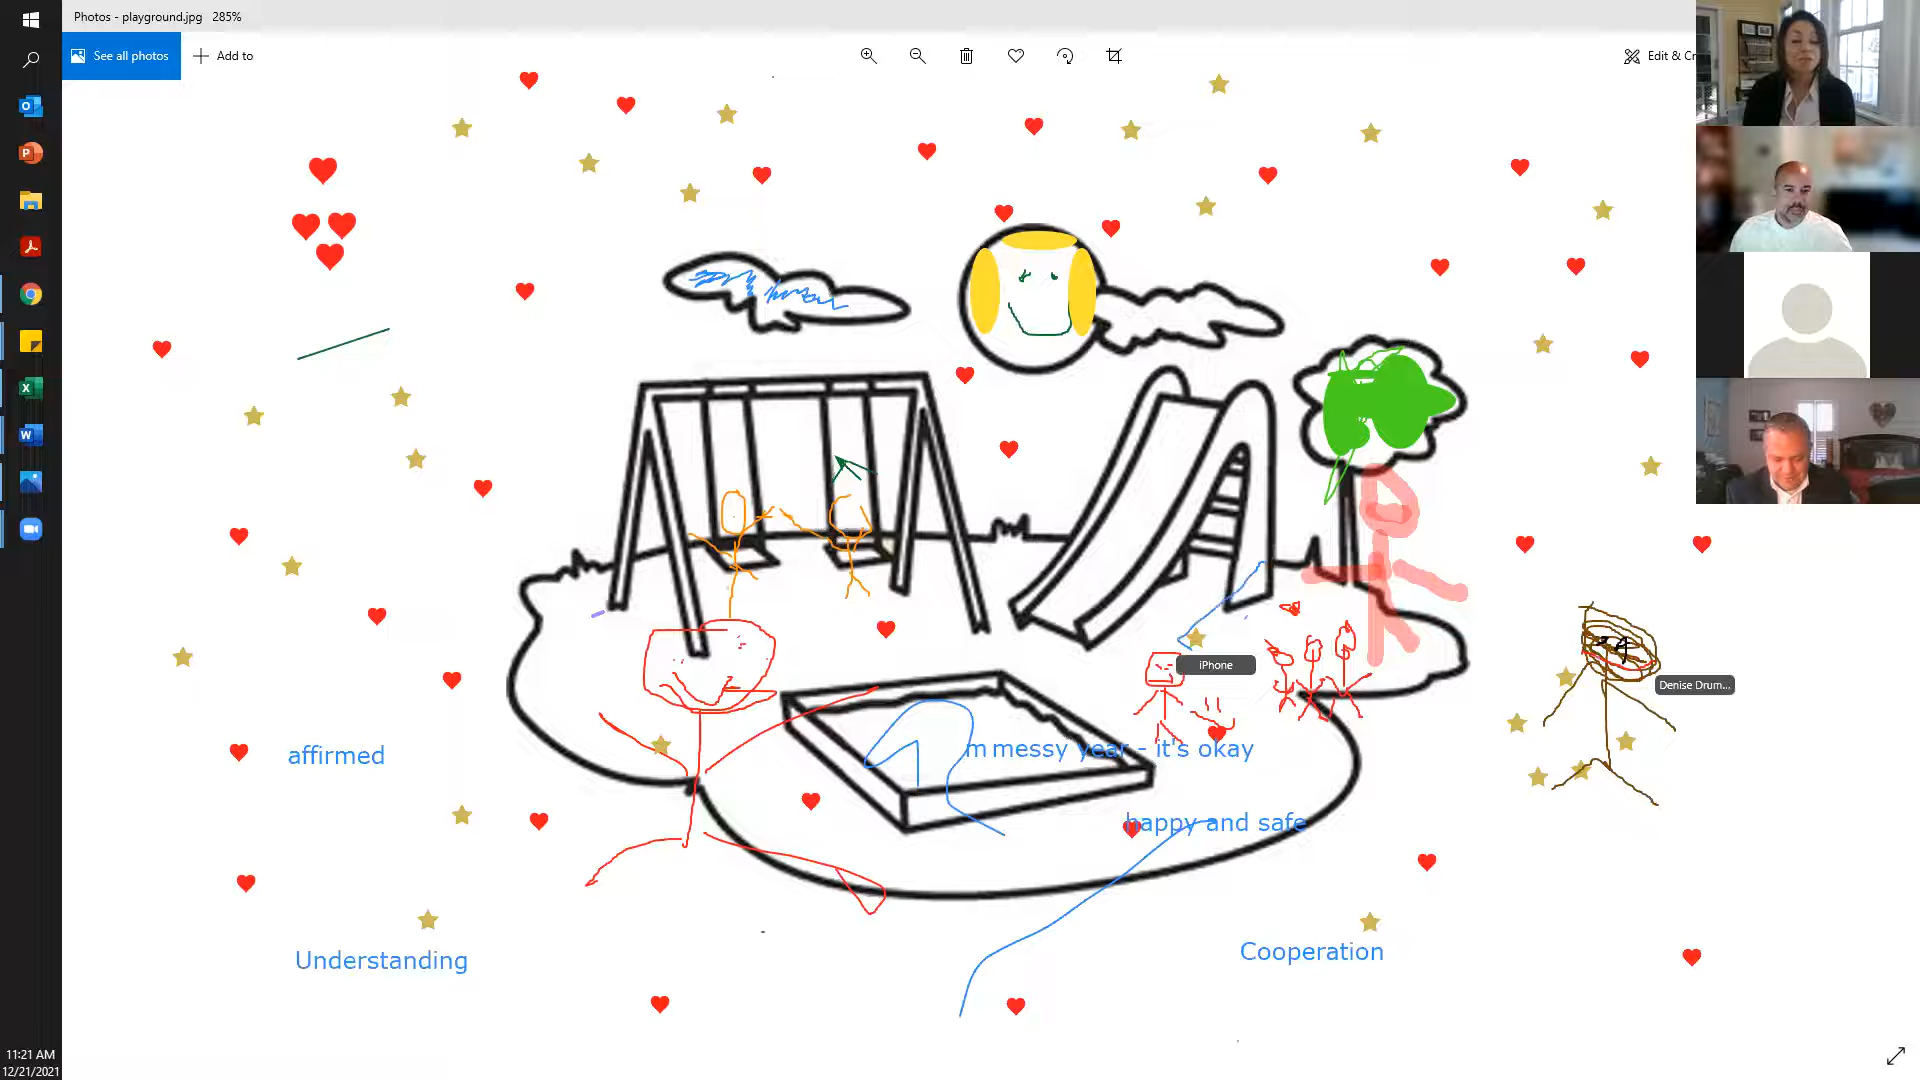 Photos - playground.jpg 285%
See all photos
Add to
Edit & Cr
iPhone
Denise Drum...
affirmed
m messy year - it's okay
happy and safe
Understanding
Cooperation
11:21 AM
12/21/2021